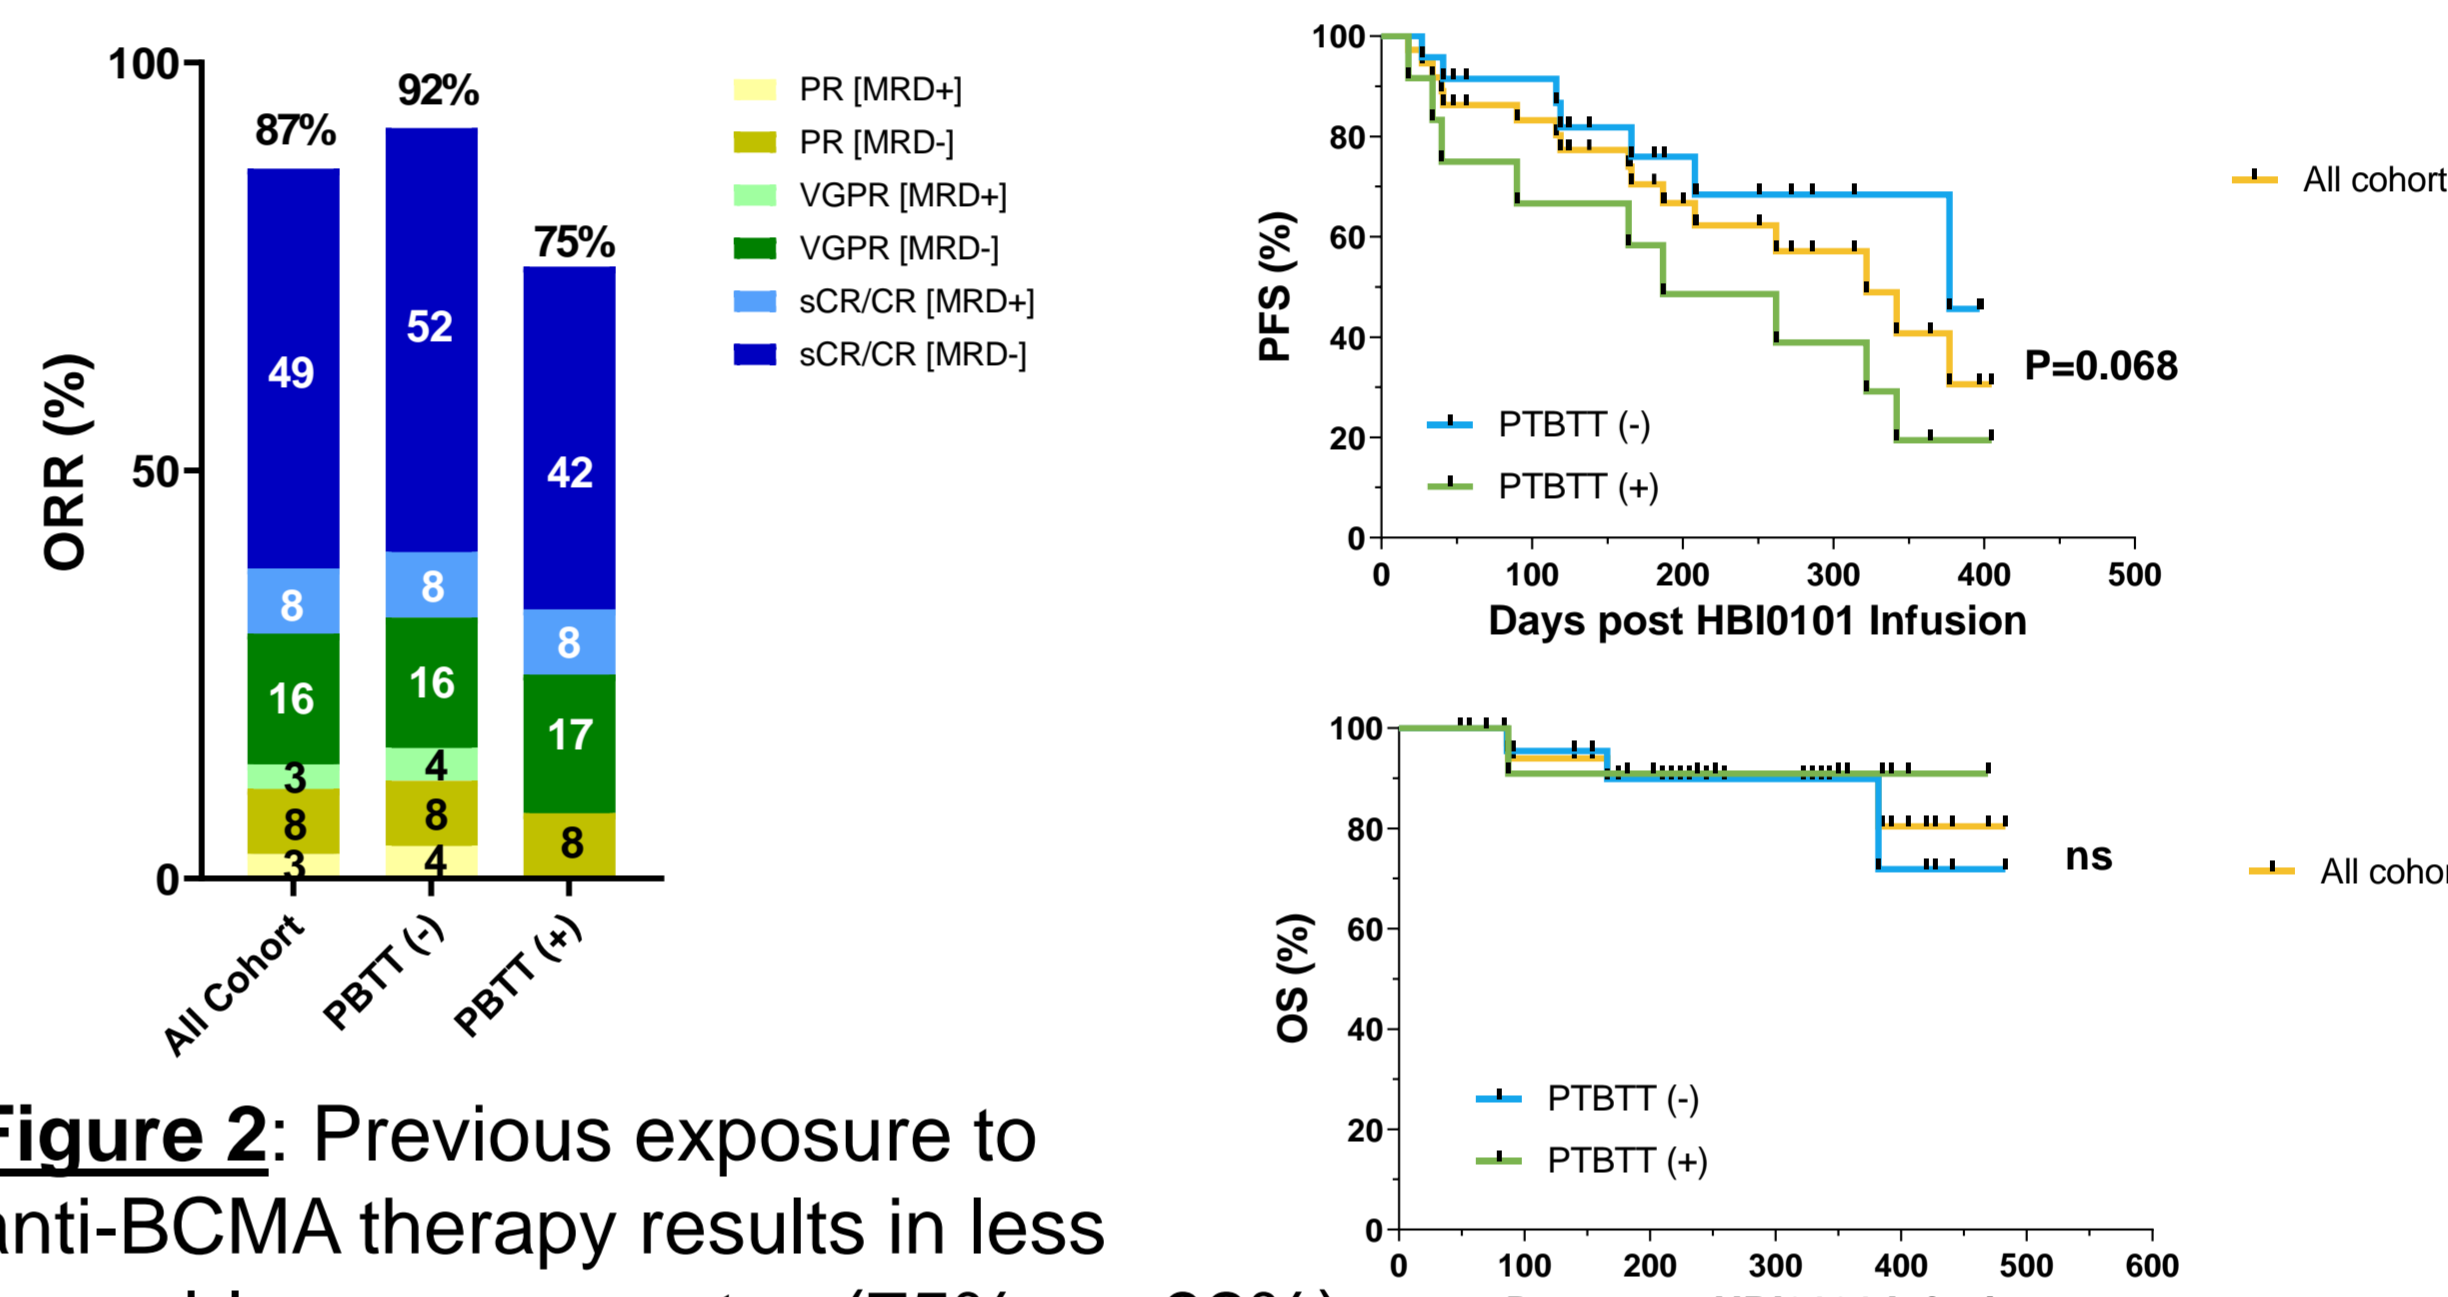 100
50
0
ORR (%)
87%
92%
75%
49
8
16
3
8
3
52
8
16
4
8
4
42
8
17
8
All Cohort
PBTT (-)
PBTT (+)
PR [MRD+]
PR [MRD-]
VGPR [MRD+]
VGPR [MRD-]
sCR/CR [MRD+]
sCR/CR [MRD-]
Figure 2: Previous exposure to
anti-BCMA therapy results in less
100
80
60
40
20
0
PFS (%)
0 100 200 300 400 500
Days post HBI0101 Infusion
PTBTT (-)
PTBTT (+)
P=0.068
All cohort
100
80
60
40
20
0
OS (%)
0 100 200 300 400 500 600
PTBTT (-)
PTBTT (+)
ns
All